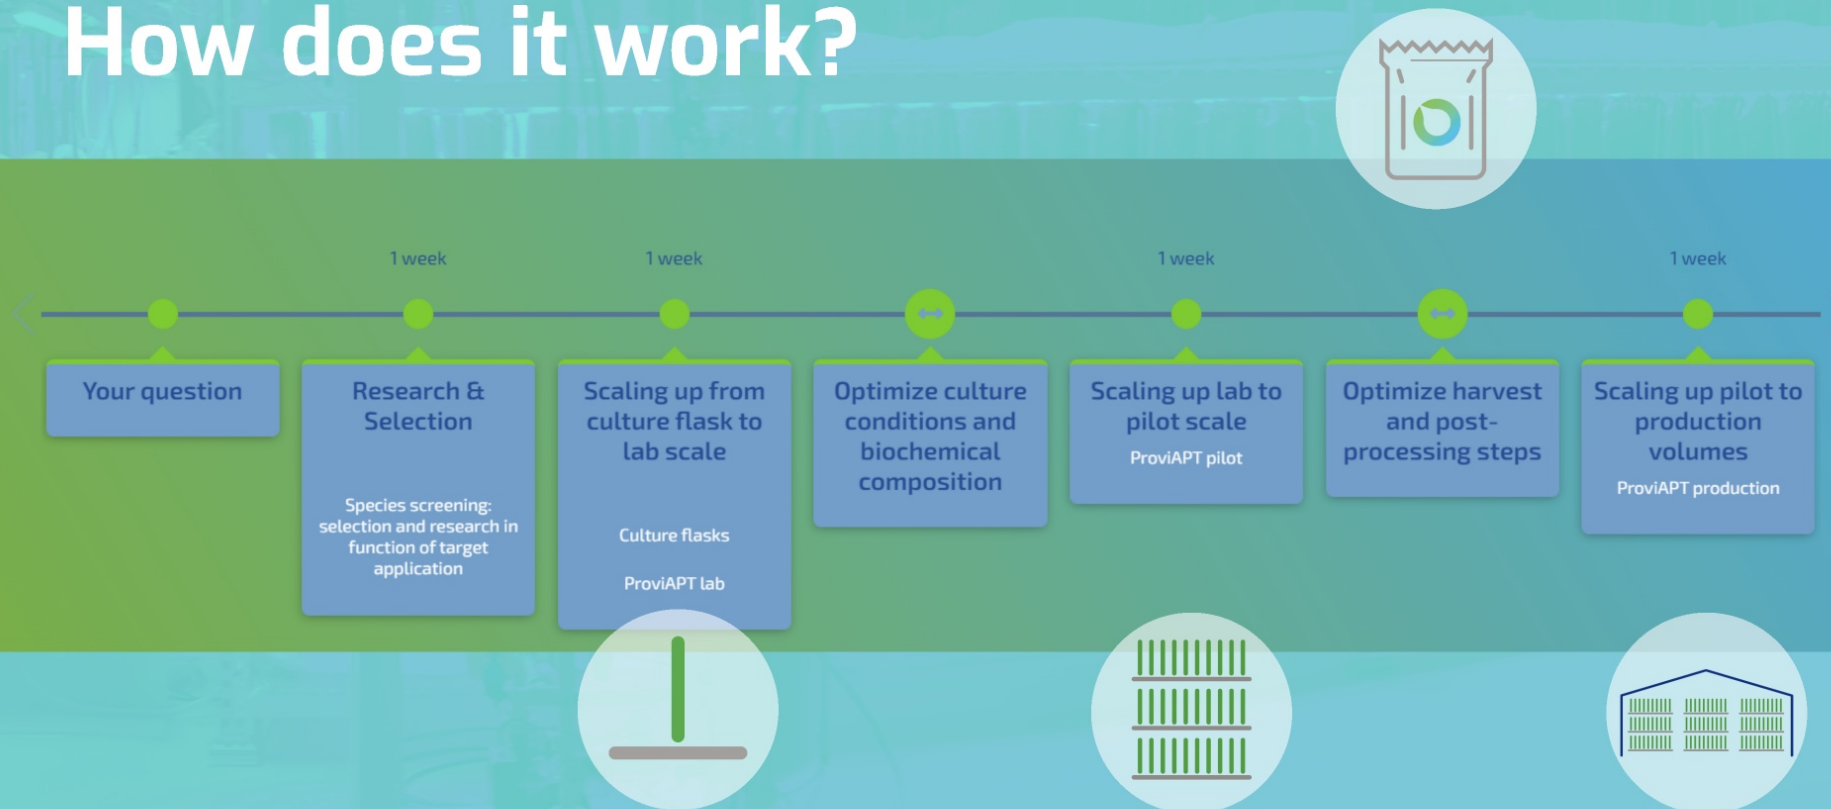 How does it work?
1 week
1 week
1 week
1 week
Your question
Research &
Selection
Species screening:
selection and research in
function of target
application
Scaling up from
culture flask to
lab scale
Culture flasks
ProviAPT lab
Optimize culture
conditions and
biochemical
composition
Scaling up lab to
pilot scale
ProviAPT pilot
Optimize harvest
and post-
processing steps
Scaling up pilot to
production
volumes
ProviAPT production